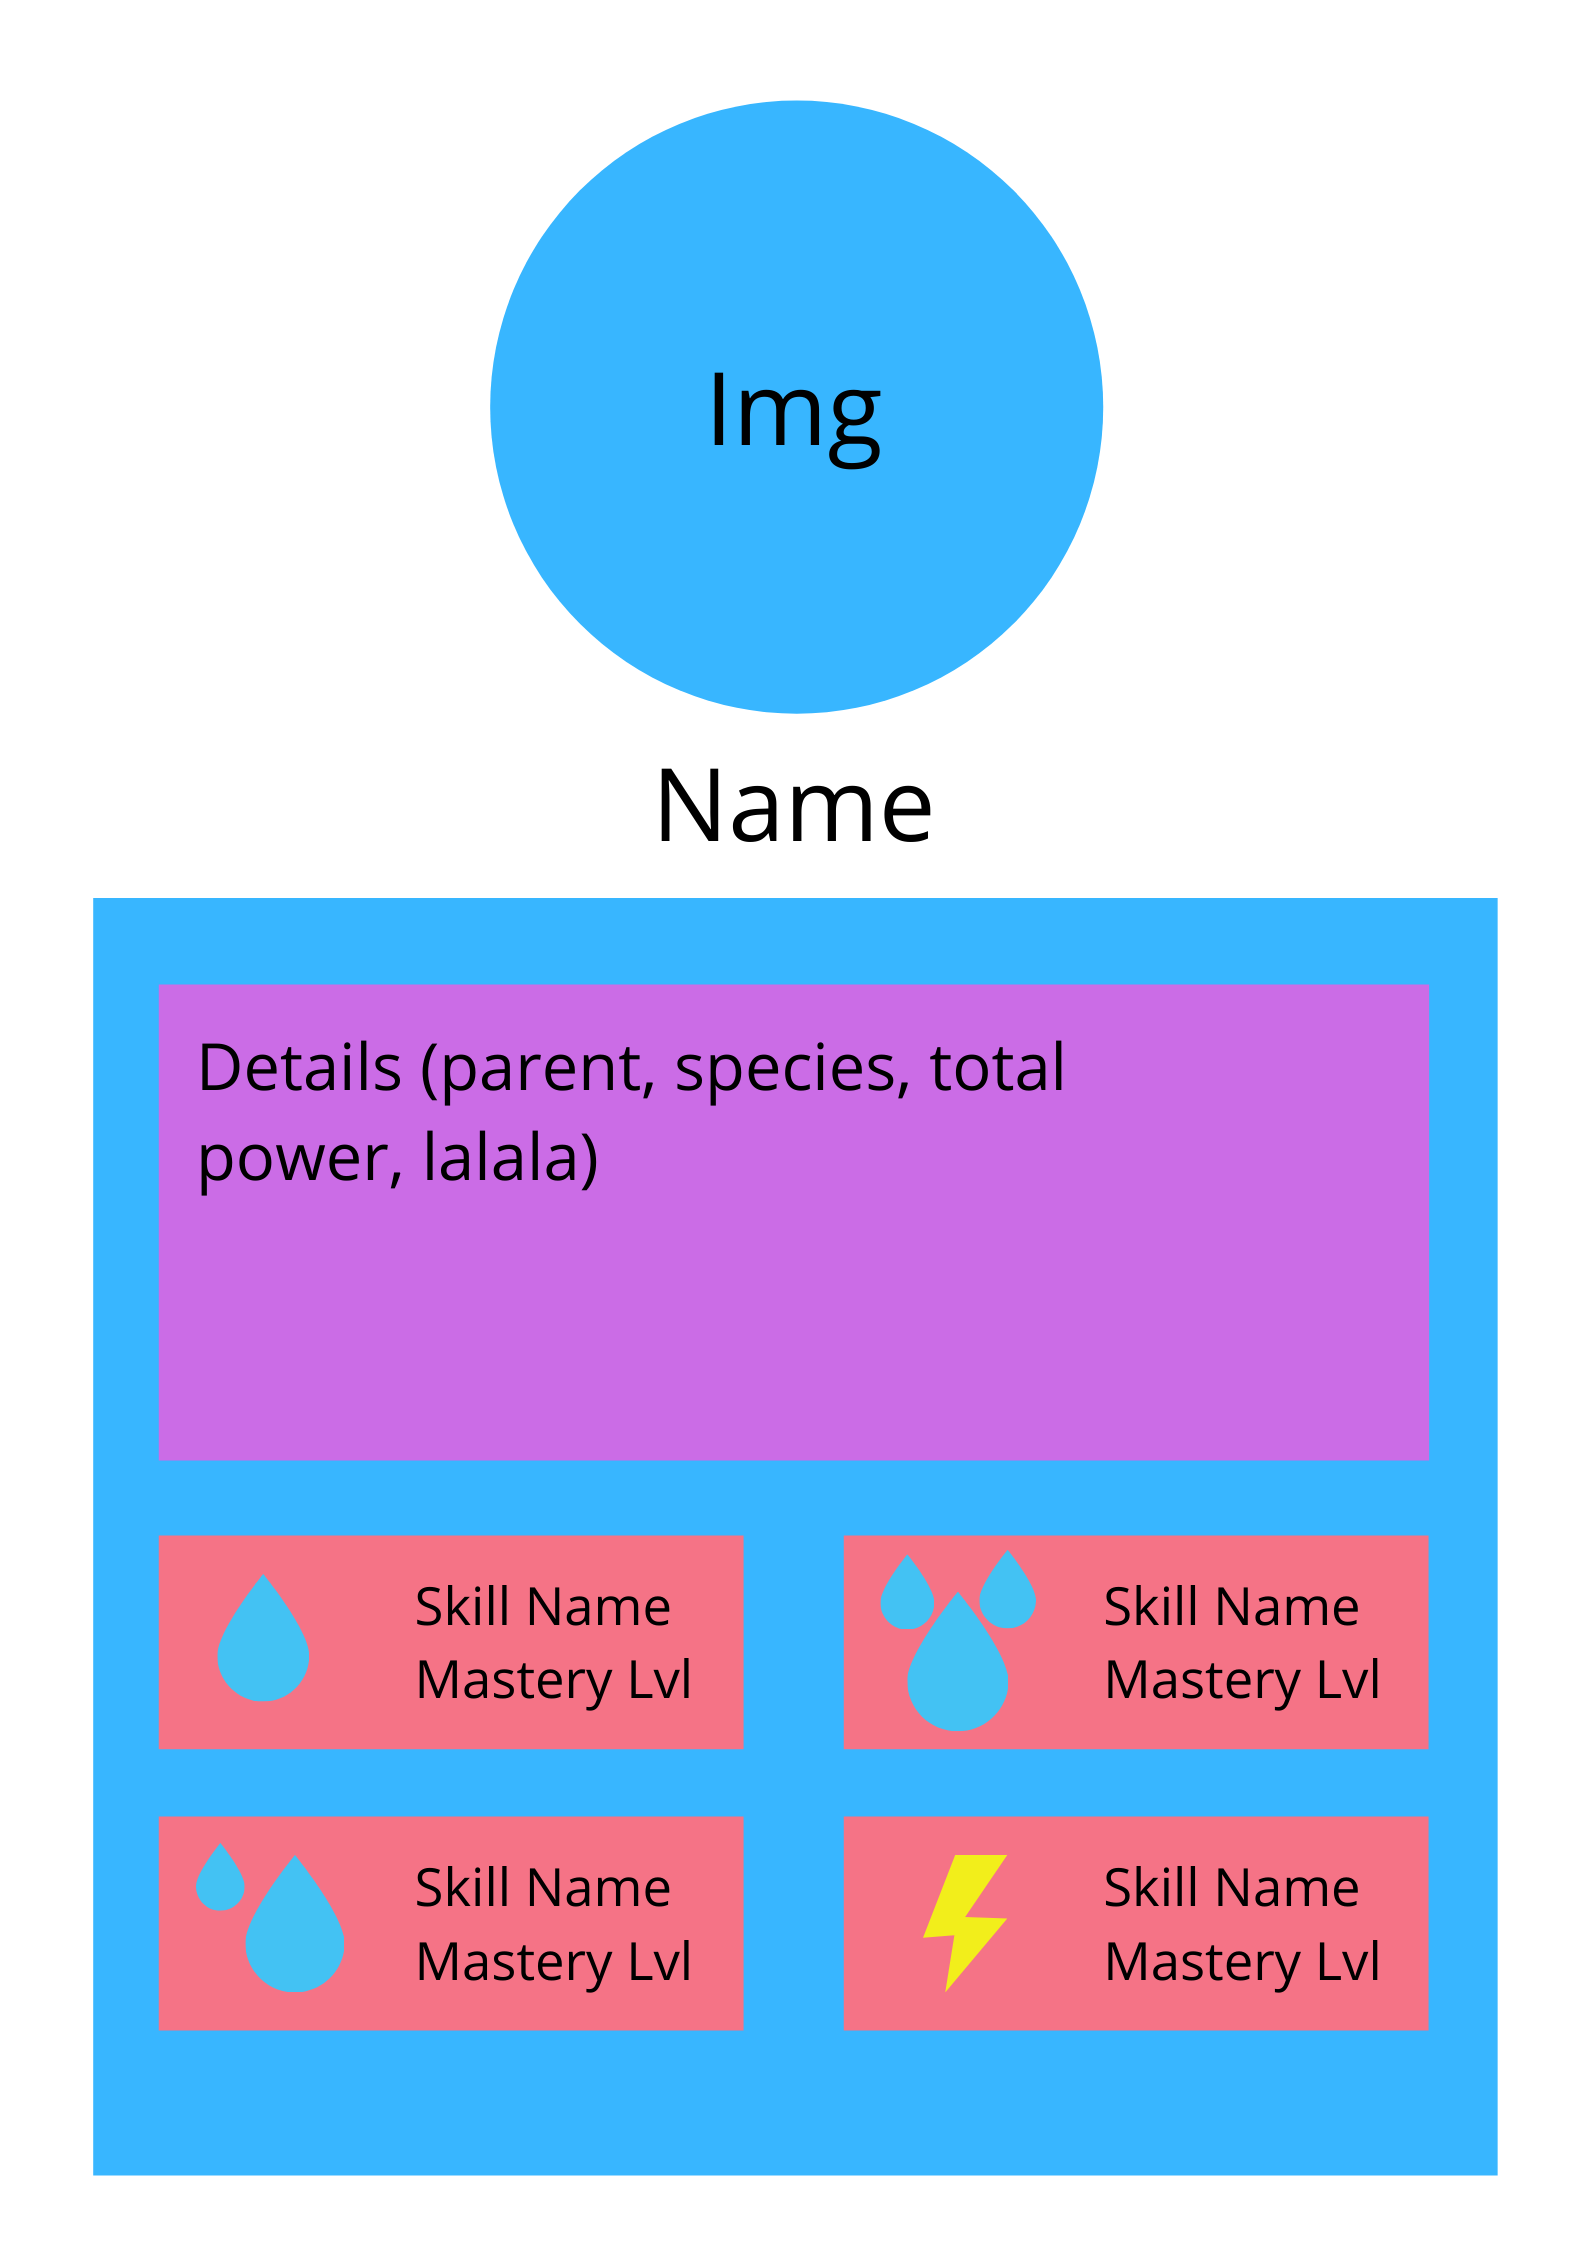 Img
Name
Details (parent, species, total
power, lalala)
Skill Name
Mastery Lvl
Skill Name
Mastery Lvl
Skill Name
Mastery Lvl
Skill Name
Mastery Lvl